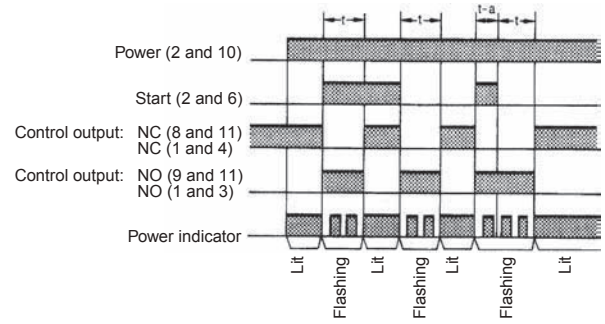 t t t-a t
Power (2 and 10)
Start (2 and 6)
Control output: NC (8 and 11)
NC (1 and 4)
Control output: NO (9 and 11)
NO (1 and 3)
Power indicator
Lit Flashing Lit Flashing Lit Flashing Lit